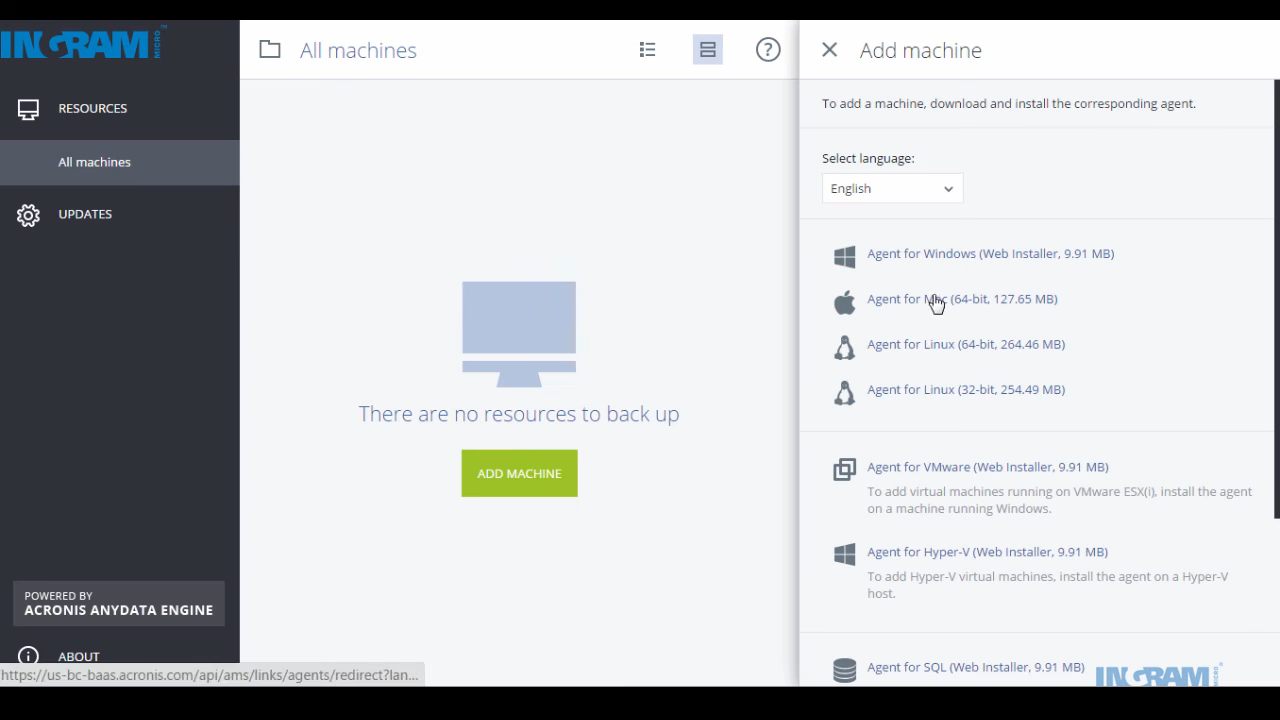 INGRAM MICRO™
RESOURCES
All machines
UPDATES
POWERED BY
ACRONIS ANYDATA ENGINE
ABOUT
https://us-bc-baas.acronis.com/api/ams/links/agents/redirect?lan...
All machines
?
There are no resources to back up
ADD MACHINE
Add machine
To add a machine, download and install the corresponding agent.
Select language:
English
Agent for Windows (Web Installer, 9.91 MB)
Agent for Mac (64-bit, 127.65 MB)
Agent for Linux (64-bit, 264.46 MB)
Agent for Linux (32-bit, 254.49 MB)
Agent for VMware (Web Installer, 9.91 MB)
To add virtual machines running on VMware ESX(i), install the agent
on a machine running Windows.
Agent for Hyper-V (Web Installer, 9.91 MB)
To add Hyper-V virtual machines, install the agent on a Hyper-V
host.
Agent for SQL (Web Installer, 9.91 MB)
INGRAM MICRO™